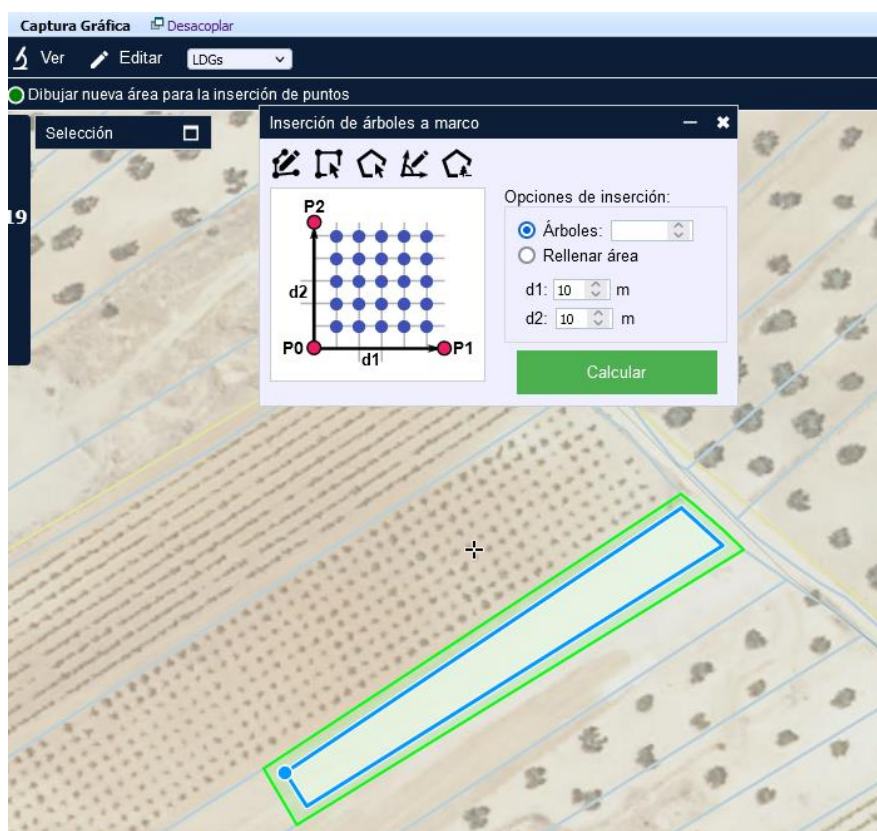 Captura Gráfica Desacoplar
Ver Editar LDGs
Dibujar nueva área para la inserción de puntos
Selección
19
Inserción de árboles a marco
P2
d2
P0
d1
P1
Opciones de inserción:
Árboles:
Rellenar área
d1: 10 m
d2: 10 m
Calcular